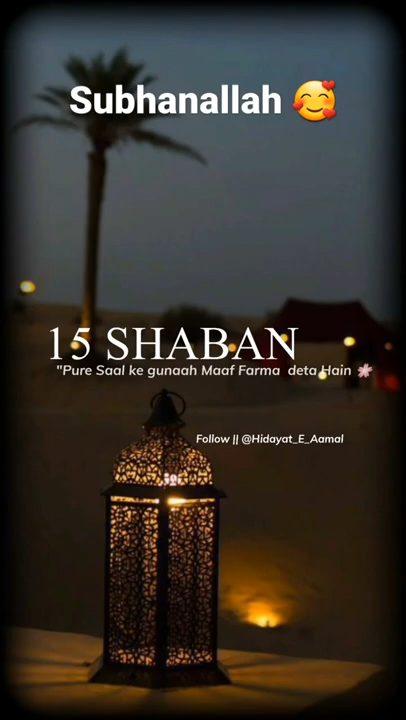 Subhanallah 🥰
15 SHABAN
"Pure Saal ke gunaah Maaf Farma deta Hain 🌸
Follow || @Hidayat_E_Aamal